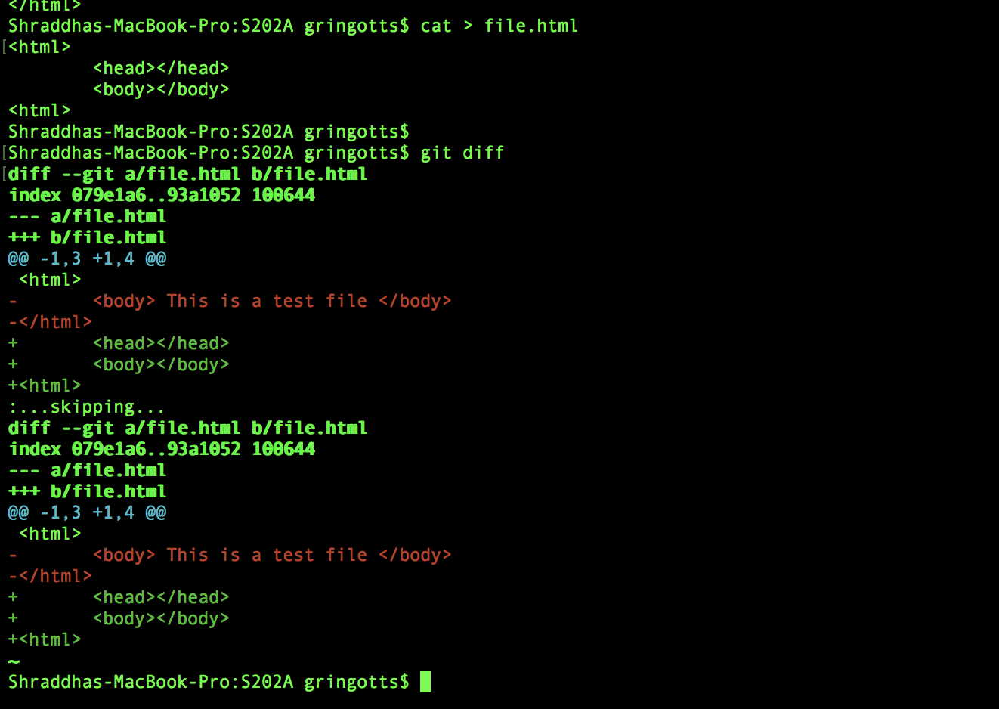 </html>
Shraddhas-MacBook-Pro:S202A gringotts$ cat > file.html
[<html>
        <head></head>
        <body></body>
<html>
Shraddhas-MacBook-Pro:S202A gringotts$
[Shraddhas-MacBook-Pro:S202A gringotts$ git diff
[diff --git a/file.html b/file.html
index 079e1a6..93a1052 100644
--- a/file.html
+++ b/file.html
@@ -1,3 +1,4 @@
 <html>
-       <body> This is a test file </body>
-</html>
+       <head></head>
+       <body></body>
+<html>
:...skipping...
diff --git a/file.html b/file.html
index 079e1a6..93a1052 100644
--- a/file.html
+++ b/file.html
@@ -1,3 +1,4 @@
 <html>
-       <body> This is a test file </body>
-</html>
+       <head></head>
+       <body></body>
+<html>
~
Shraddhas-MacBook-Pro:S202A gringotts$